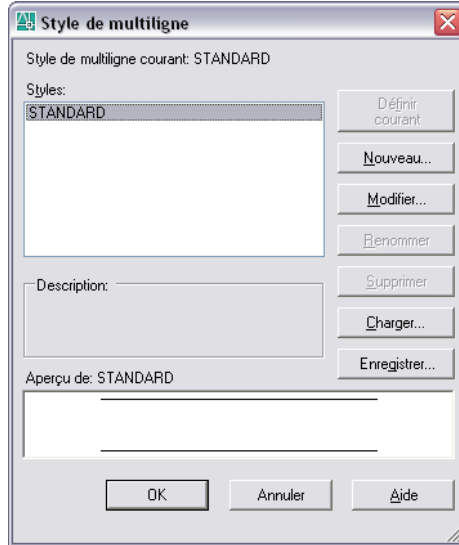 Style de multiligne
Style de multiligne courant: STANDARD
Styles:
STANDARD
Définir
courant
Nouveau...
Modifier...
Renommer
Supprimer
Charger...
Enregistrer...
Description:
Aperçu de: STANDARD
OK
Annuler
Aide